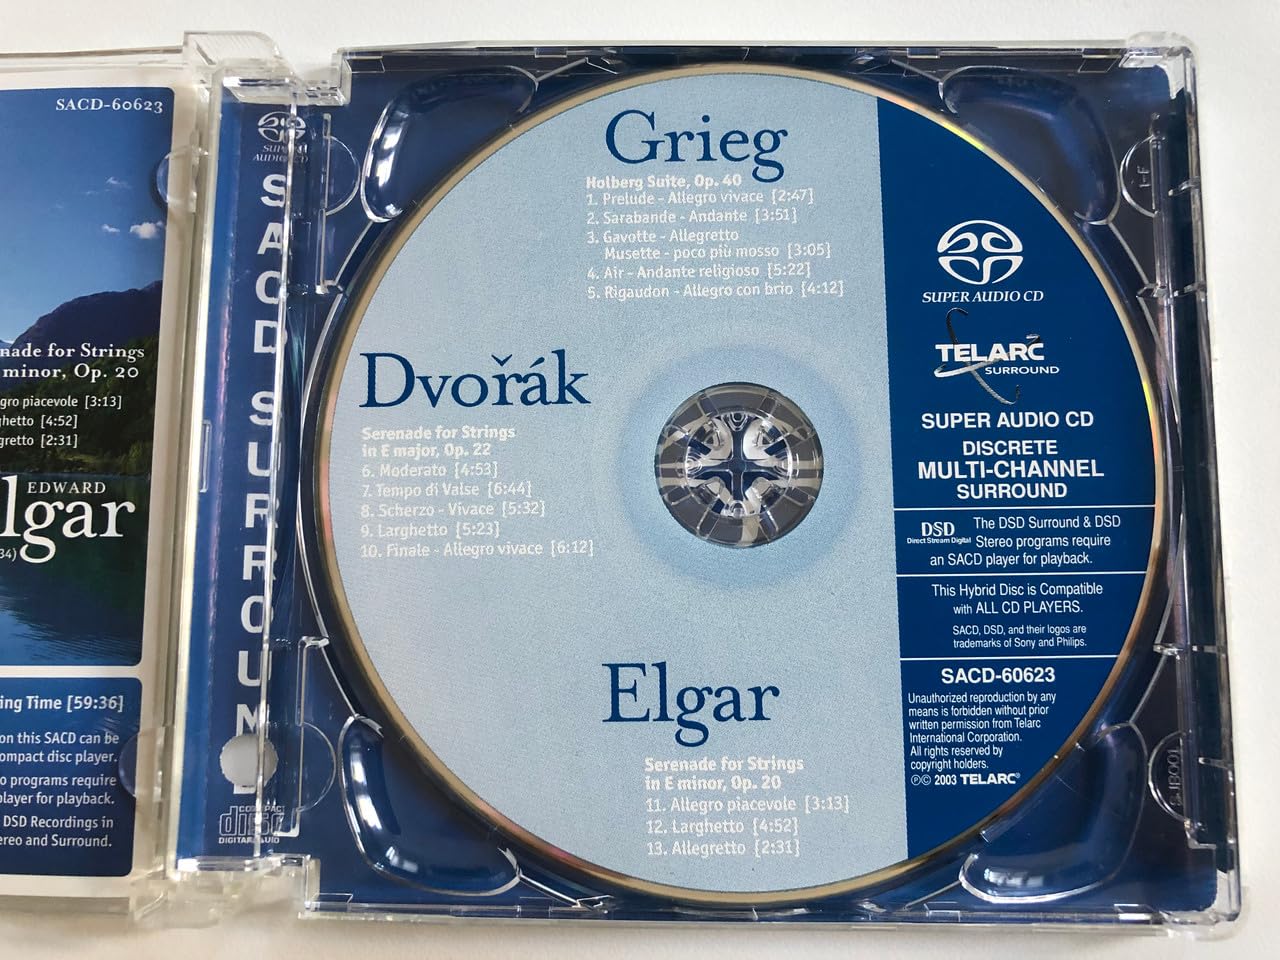 SACD-60623
nade for Strings
minor, Op. 20
gro piacevole [3:13]
ghetto [4:52]
gretto [2:31]
EDWARD
lgar
34)
ing Time [59:36]
on this SACD can be
ompact disc player.
o programs require
player for playback.
DSD Recordings in
ereo and Surround.
SUPER
AUDIO CD
SACD SURROUND
COMPACT
disc
DIGITAL AUDIO
Grieg
Holberg Suite, Op. 40
1. Prelude - Allegro vivace [2:47]
2. Sarabande - Andante [3:51]
3. Gavotte - Allegretto
Musette - poco più mosso [3:05]
4. Air - Andante religioso [5:22]
5. Rigaudon - Allegro con brio [4:12]
Dvořák
Serenade for Strings
in E major, Op. 22
6. Moderato [4:53]
7. Tempo di Valse [6:44]
8. Scherzo - Vivace [5:32]
9. Larghetto [5:23]
10. Finale - Allegro vivace [6:12]
Elgar
Serenade for Strings
in E minor, Op. 20
11. Allegro piacevole [3:13]
12. Larghetto [4:52]
13. Allegretto [2:31]
SUPER AUDIO CD
TELARC
SURROUND
SUPER AUDIO CD
DISCRETE
MULTI-CHANNEL
SURROUND
DSD
Direct Stream Digital
The DSD Surround & DSD
Stereo programs require
an SACD player for playback.
This Hybrid Disc is Compatible
with ALL CD PLAYERS.
SACD, DSD, and their logos are
trademarks of Sony and Philips.
SACD-60623
Unauthorized reproduction by any
means is forbidden without prior
written permission from Telarc
International Corporation.
All rights reserved by
copyright holders.
℗© 2003 TELARC®
1-F